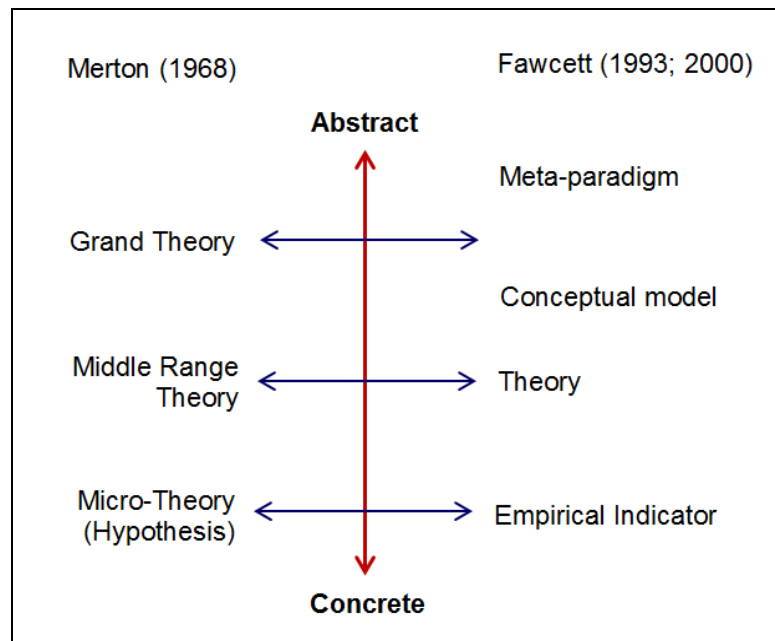 Merton (1968)
Fawcett (1993; 2000)
Abstract
Meta-paradigm
Grand Theory
Conceptual model
Middle Range
Theory
Theory
Micro-Theory
(Hypothesis)
Empirical Indicator
Concrete